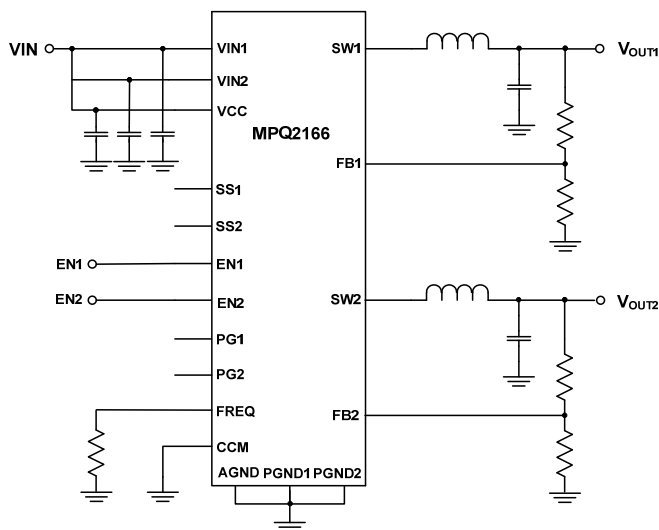 VIN
VIN1
VIN2
VCC
MPQ2166
SW1
VOUT1
FB1
SS1
SS2
EN1
EN1
EN2
EN2
SW2
VOUT2
PG1
PG2
FREQ
FB2
CCM
AGND PGND1 PGND2